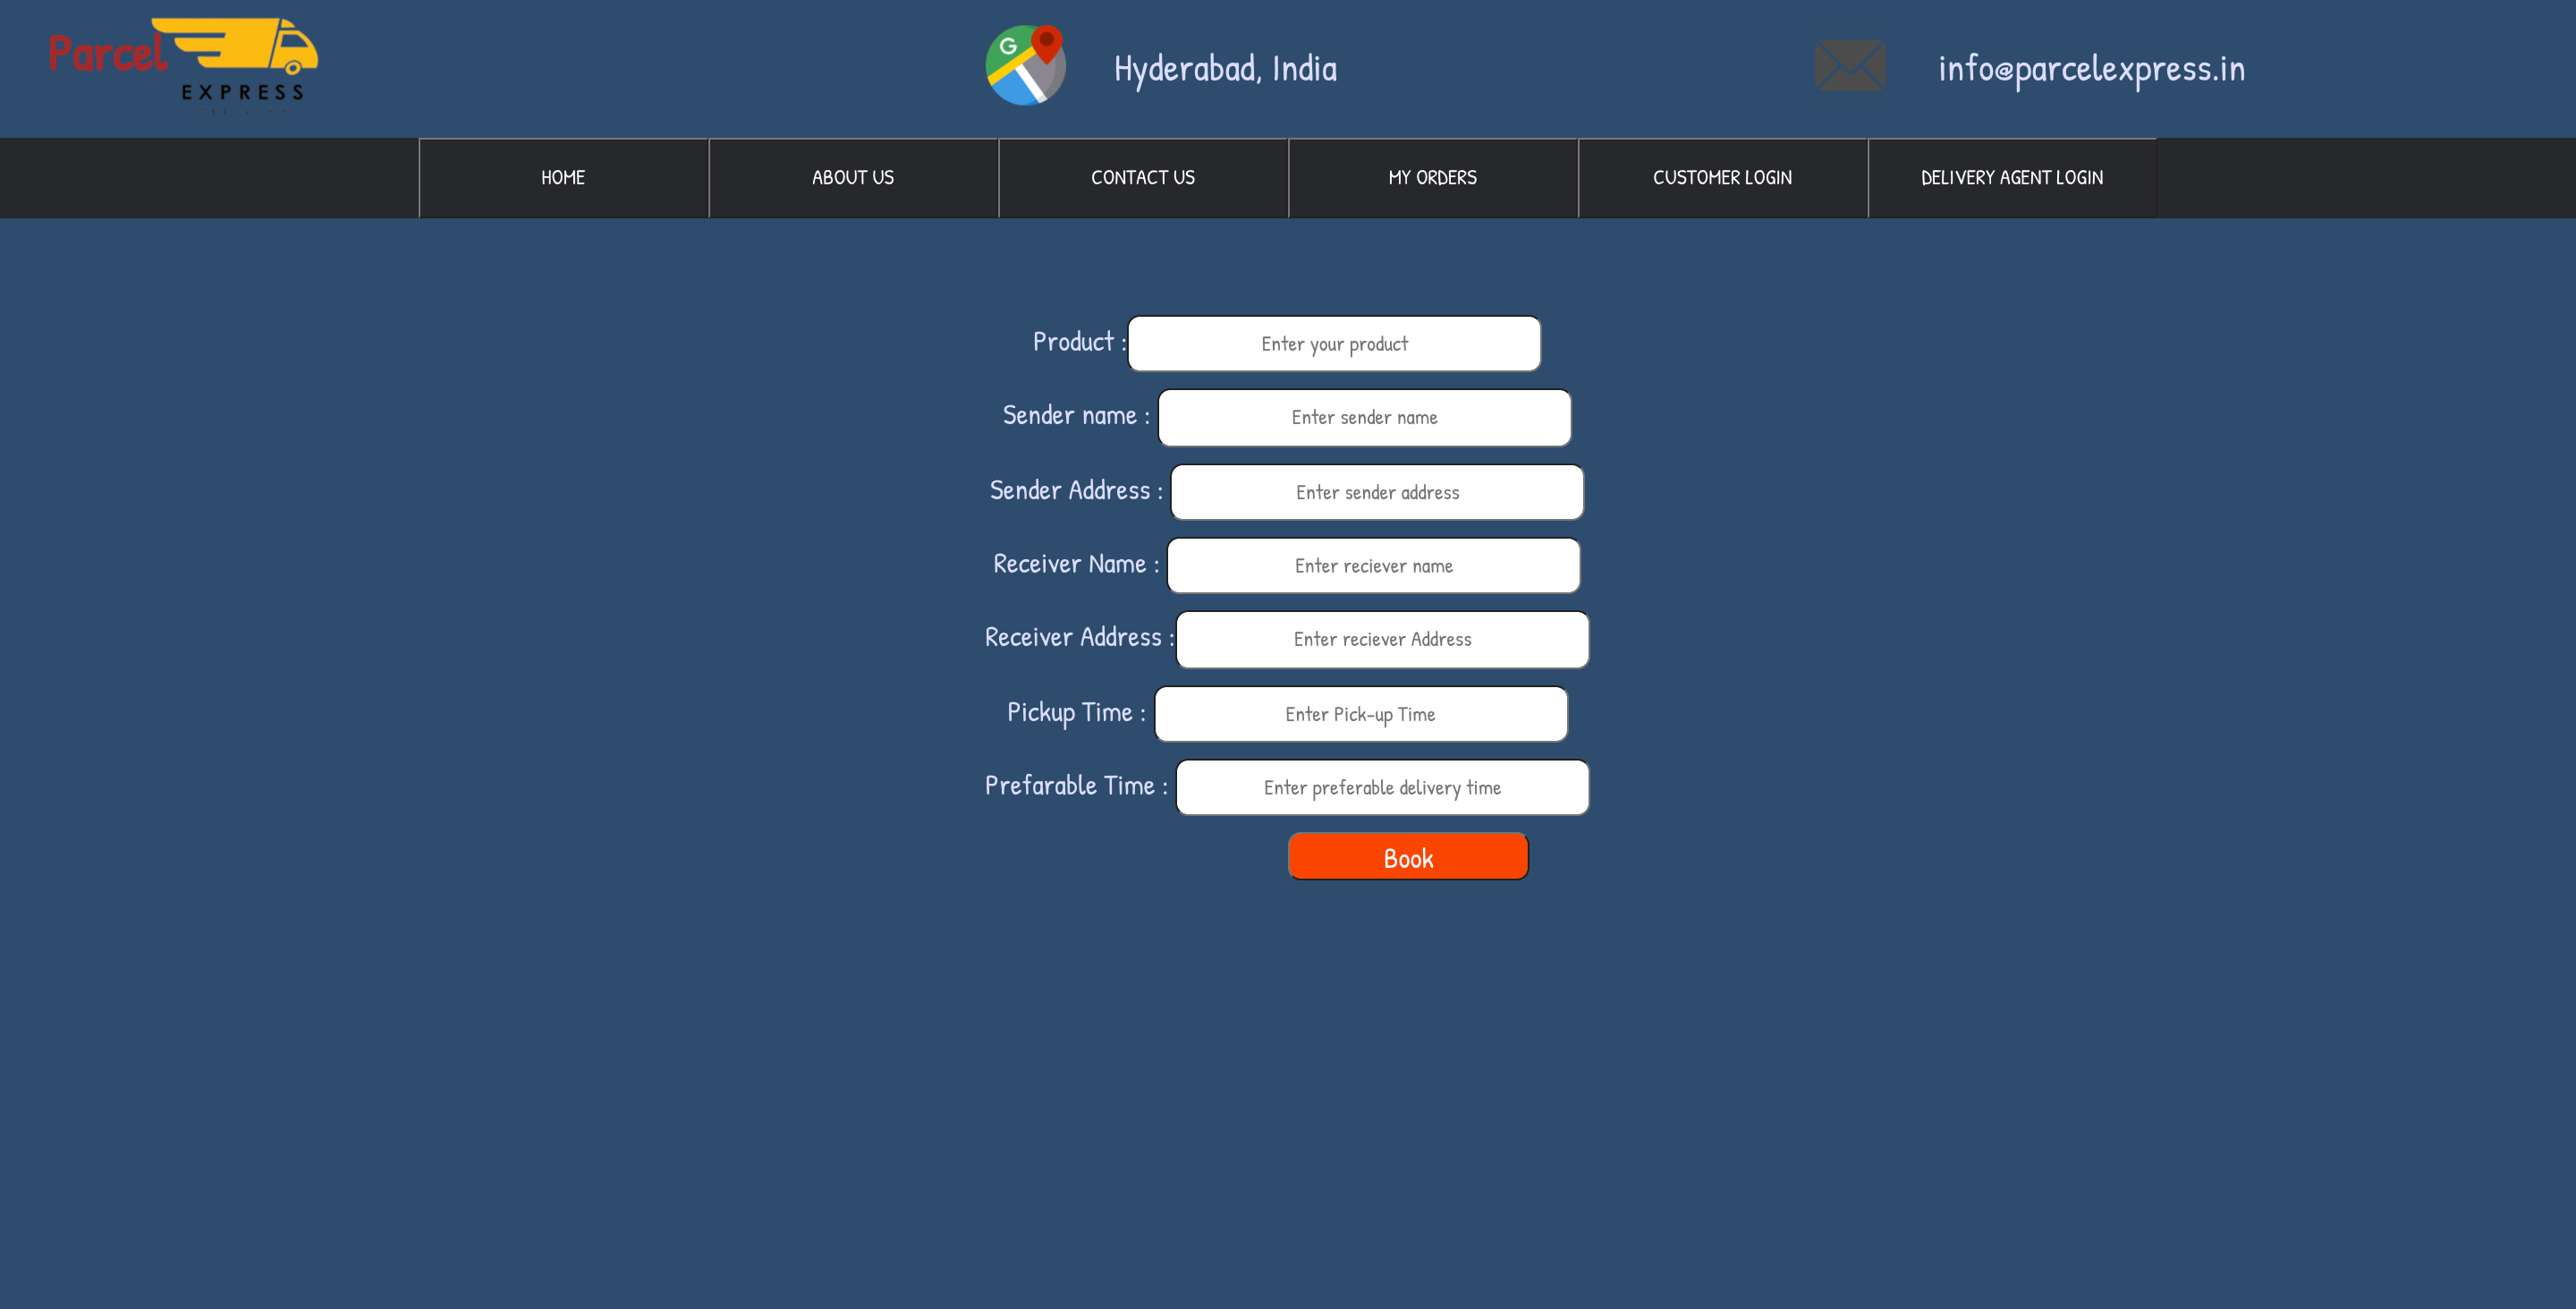 Parcel
EXPRESS
Hyderabad, India
info@parcelexpress.in
HOME
ABOUT US
CONTACT US
MY ORDERS
CUSTOMER LOGIN
DELIVERY AGENT LOGIN
Product : Enter your product
Sender name : Enter sender name
Sender Address : Enter sender address
Receiver Name : Enter reciever name
Receiver Address : Enter reciever Address
Pickup Time : Enter Pick-up Time
Prefarable Time : Enter preferable delivery time
Book